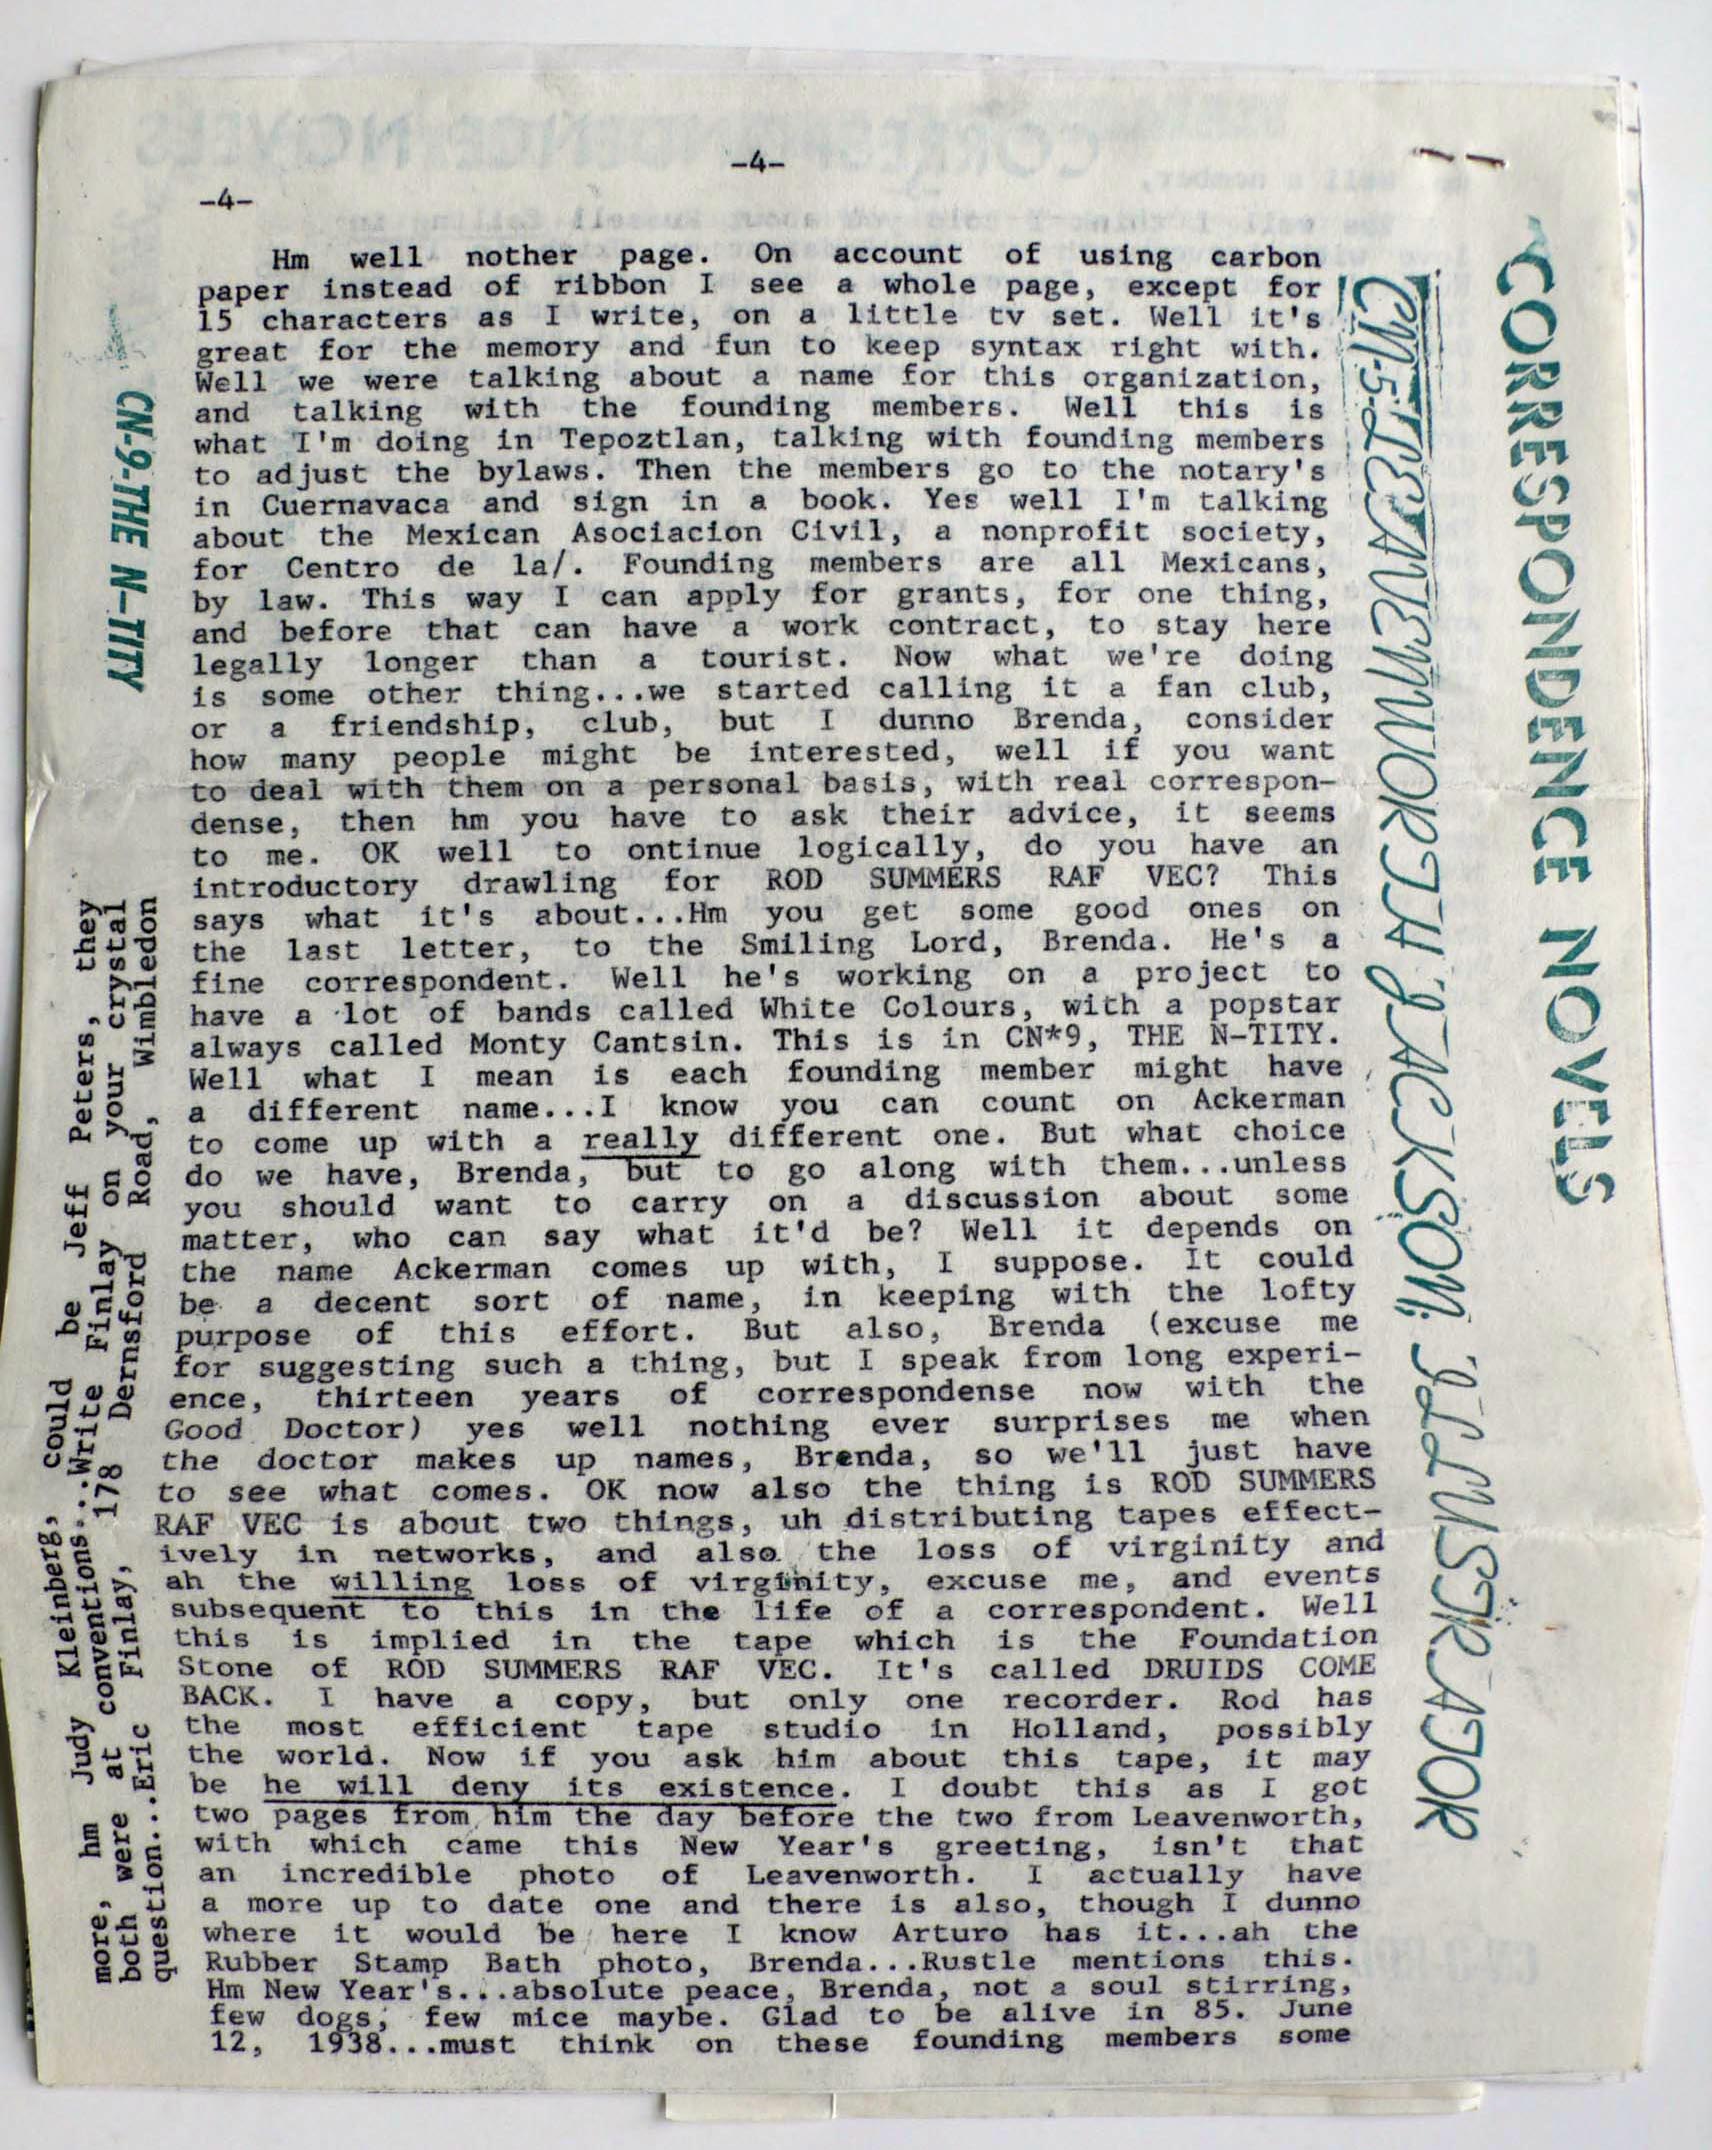 -4-
-4-
Hm well nother page. On account of using carbon
paper instead of ribbon I see a whole page, except for
15 characters as I write, on a little tv set. Well it's
great for the memory and fun to keep syntax right with.
Well we were talking about a name for this organization,
and talking with the founding members. Well this is
what I'm doing in Tepoztlan, talking with founding members
to adjust the bylaws. Then the members go to the notary's
in Cuernavaca and sign in a book. Yes well I'm talking
about the Mexican Asociacion Civil, a nonprofit society,
for Centro de la/. Founding members are all Mexicans,
by law. This way I can apply for grants, for one thing,
and before that can have a work contract, to stay here
legally longer than a tourist. Now what we're doing
is some other thing...we started calling it a fan club,
or a friendship, club, but I dunno Brenda, consider
how many people might be interested, well if you want
to deal with them on a personal basis, with real correspon-
dense, then hm you have to ask their advice, it seems
to me. OK well to ontinue logically, do you have an
introductory drawling for ROD SUMMERS RAF VEC? This
says what it's about...Hm you get some good ones on
the last letter, to the Smiling Lord, Brenda. He's a
fine correspondent. Well he's working on a project to
have a lot of bands called White Colours, with a popstar
always called Monty Cantsin. This is in CN*9, THE N-TITY.
Well what I mean is each founding member might have
a different name...I know you can count on Ackerman
to come up with a really different one. But what choice
do we have, Brenda, but to go along with them...unless
you should want to carry on a discussion about some
matter, who can say what it'd be? Well it depends on
the name Ackerman comes up with, I suppose. It could
be a decent sort of name, in keeping with the lofty
purpose of this effort. But also, Brenda (excuse me
for suggesting such a thing, but I speak from long experi-
ence, thirteen years of correspondense now with the
Good Doctor) yes well nothing ever surprises me when
the doctor makes up names, Brenda, so we'll just have
to see what comes. OK now also the thing is ROD SUMMERS
RAF VEC is about two things, uh distributing tapes effect-
ively in networks, and also the loss of virginity and
ah the willing loss of virginity, excuse me, and events
subsequent to this in the life of a correspondent. Well
this is implied in the tape which is the Foundation
Stone of ROD SUMMERS RAF VEC. It's called DRUIDS COME
BACK. I have a copy, but only one recorder. Rod has
the most efficient tape studio in Holland, possibly
the world. Now if you ask him about this tape, it may
be he will deny its existence. I doubt this as I got
two pages from him the day before the two from Leavenworth,
with which came this New Year's greeting, isn't that
an incredible photo of Leavenworth. I actually have
a more up to date one and there is also, though I dunno
where it would be here I know Arturo has it...ah the
Rubber Stamp Bath photo, Brenda...Rustle mentions this.
Hm New Year's...absolute peace, Brenda, not a soul stirring,
few dogs, few mice maybe. Glad to be alive in 85. June
12, 1938...must think on these founding members some
more, hm Judy Kleinberg, could be Jeff Peters, they
both were at conventions...Write Finlay on your crystal
question...Eric Finlay, 178 Dernsford Road, Wimbledon
CN-9-THE N-TITY
CN-5-LEAVENWORTH JACKSON: ILLUSTRATOR
CORRESPONDENCE NOVELS